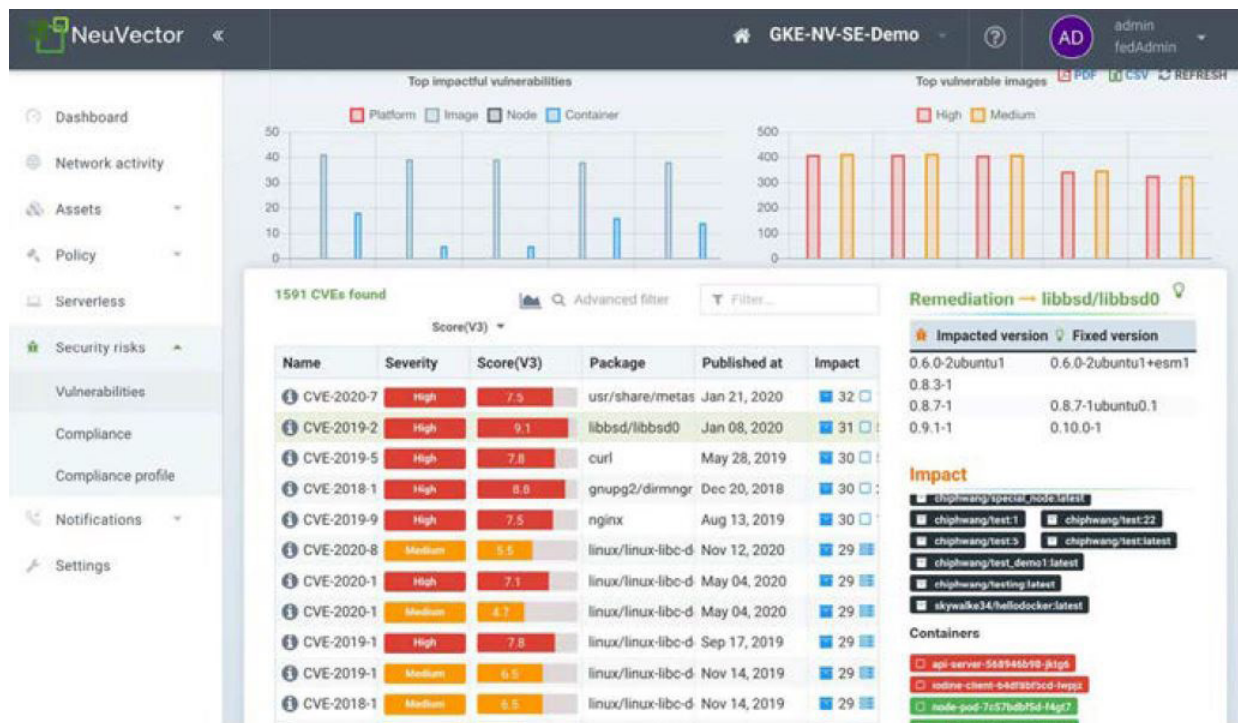 NeuVector «
GKE-NV-SE-Demo
AD
admin
fedAdmin
Dashboard
Network activity
Assets
Policy
Serverless
Security risks
Vulnerabilities
Compliance
Compliance profile
Notifications
Settings
Top impactful vulnerabilities
Platform Image Node Container
50
40
30
20
10
0
Top vulnerable images
PDF CSV REFRESH
High Medium
500
400
300
200
100
0
1591 CVEs found
Advanced filter
Filter...
Score(V3)
Name Severity Score(V3) Package Published at Impact
CVE-2020-7 High 7.5 usr/share/metas Jan 21, 2020 32
CVE-2019-2 High 9.1 libbsd/libbsd0 Jan 08, 2020 31
CVE-2019-5 High 7.8 curl May 28, 2019 30
CVE-2018-1 High 8.8 gnupg2/dirmngr Dec 20, 2018 30
CVE-2019-9 High 7.5 nginx Aug 13, 2019 30
CVE-2020-8 Medium 5.5 linux/linux-libc-d Nov 12, 2020 29
CVE-2020-1 High 7.1 linux/linux-libc-d May 04, 2020 29
CVE-2020-1 Medium 4.7 linux/linux-libc-d May 04, 2020 29
CVE-2019-1 High 7.8 linux/linux-libc-d Sep 17, 2019 29
CVE-2019-1 Medium 6.5 linux/linux-libc-d Nov 14, 2019 29
CVE-2018-1 Medium 6.5 linux/linux-libc-d Nov 14, 2019 29
Remediation → libbsd/libbsd0
Impacted version Fixed version
0.6.0-2ubuntu1 0.6.0-2ubuntu1+esm1
0.8.3-1
0.8.7-1 0.8.7-1ubuntu0.1
0.9.1-1 0.10.0-1
Impact
chiphwang/special_node:latest
chiphwang/test:1 chiphwang/test:22
chiphwang/test:5 chiphwang/test:latest
chiphwang/test_demo1:latest
chiphwang/testing:latest
skywalke34/hellodocker:latest
Containers
api-server-568946b98-jktg6
node-pod-7c57bdbf5d-f4gt7